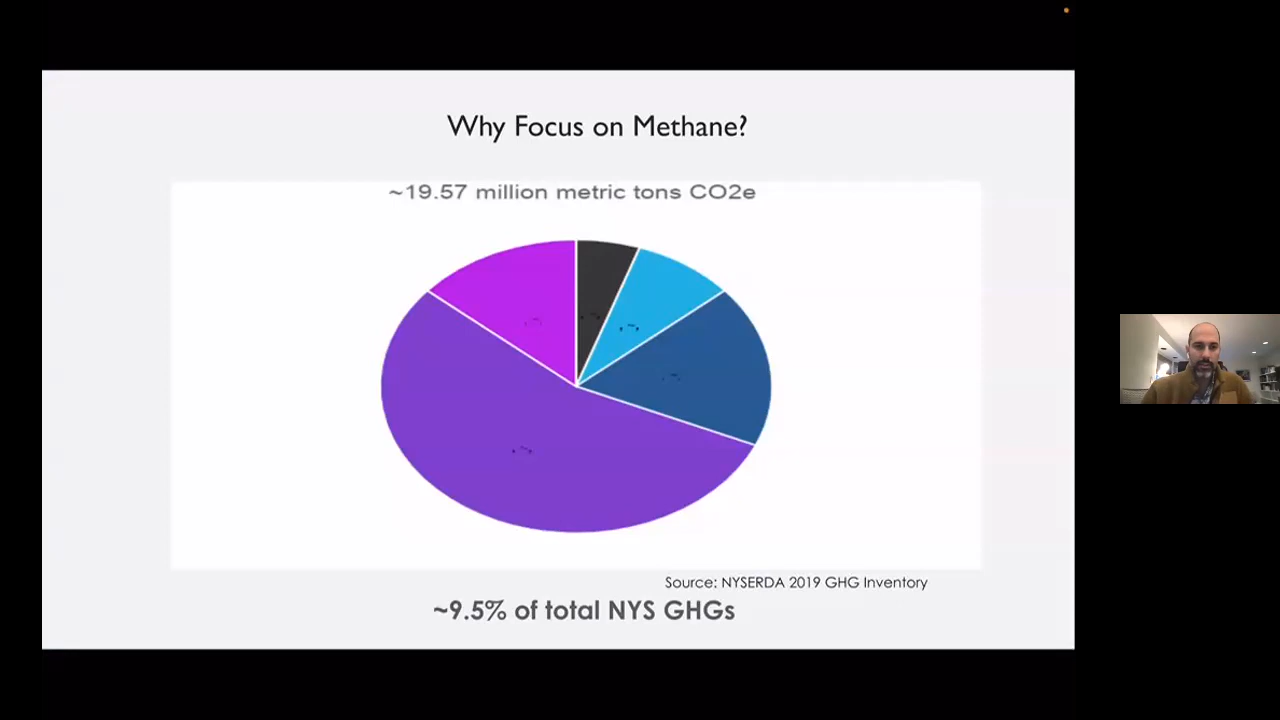 Why Focus on Methane?
~19.57 million metric tons CO2e
Source: NYSERDA 2019 GHG Inventory
~9.5% of total NYS GHGs